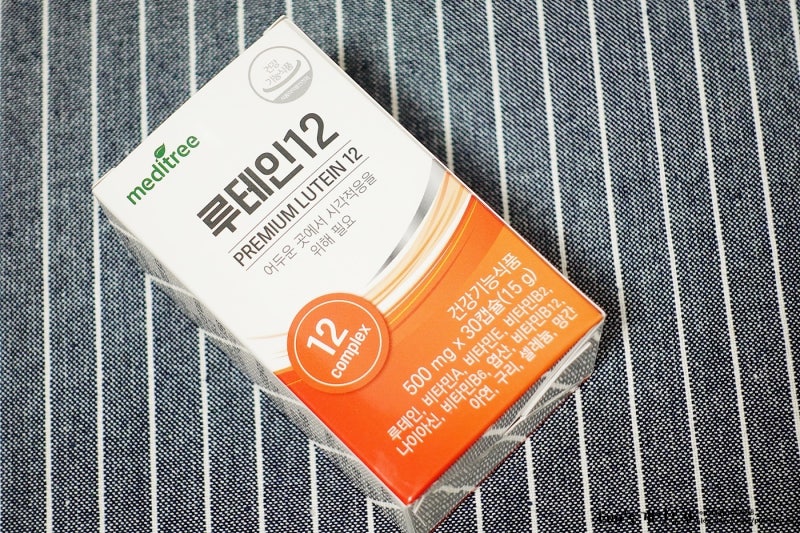 건강
기능식품
meditree
루테인12
PREMIUM LUTEIN 12
어두운 곳에서 시각적응을
위해 필요
12
complex
건강기능식품
500 mg x 30캡슐(15 g)
루테인, 비타민A, 비타민E, 비타민B2,
나이아신, 비타민B6, 엽산, 비타민B12,
아연, 구리, 셀레늄, 망간